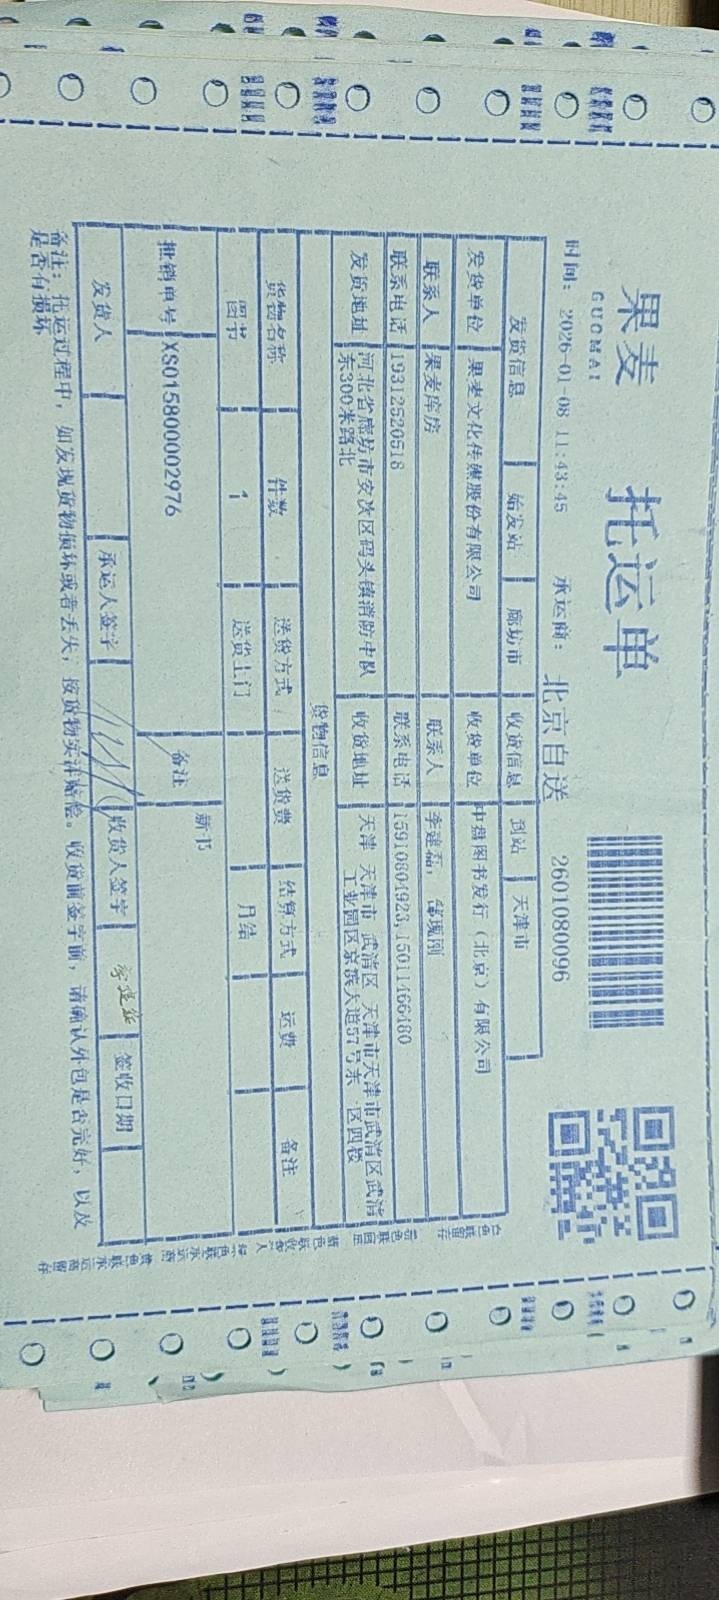 果麦
GUOMAI
托运单
时间: 2026-01-08 11:43:45 承运商: 北京自送 2601080096
发货信息 始发站 廊坊市 收货信息 到站 天津市
发货单位 果麦文化传媒股份有限公司 收货单位 中盘图书发行（北京）有限公司
联系人 果麦库房 联系人 李建磊,
联系电话 19312520518 联系电话 15910804923,15011466480
发货地址 河北省廊坊市安次区码头镇消防中队
东300米路北
收货地址 天津 天津市 武清区 天津市天津市武清区武清
工业园区京滨大道57号东 区四楼
货物信息
货物名称 件数 送货方式 送货费 结算方式 运费 备注
图书 1 送货上门 月结
批销单号 XS015800002976 备注 新书
发货人 承运人签字 收货人签字 李建磊 签收日期
备注: 托运过程中, 如发现货物损坏或者丢失, 按货物实洋赔偿。收货前签字前, 请确认外包是否完好, 以及
是否有损坏